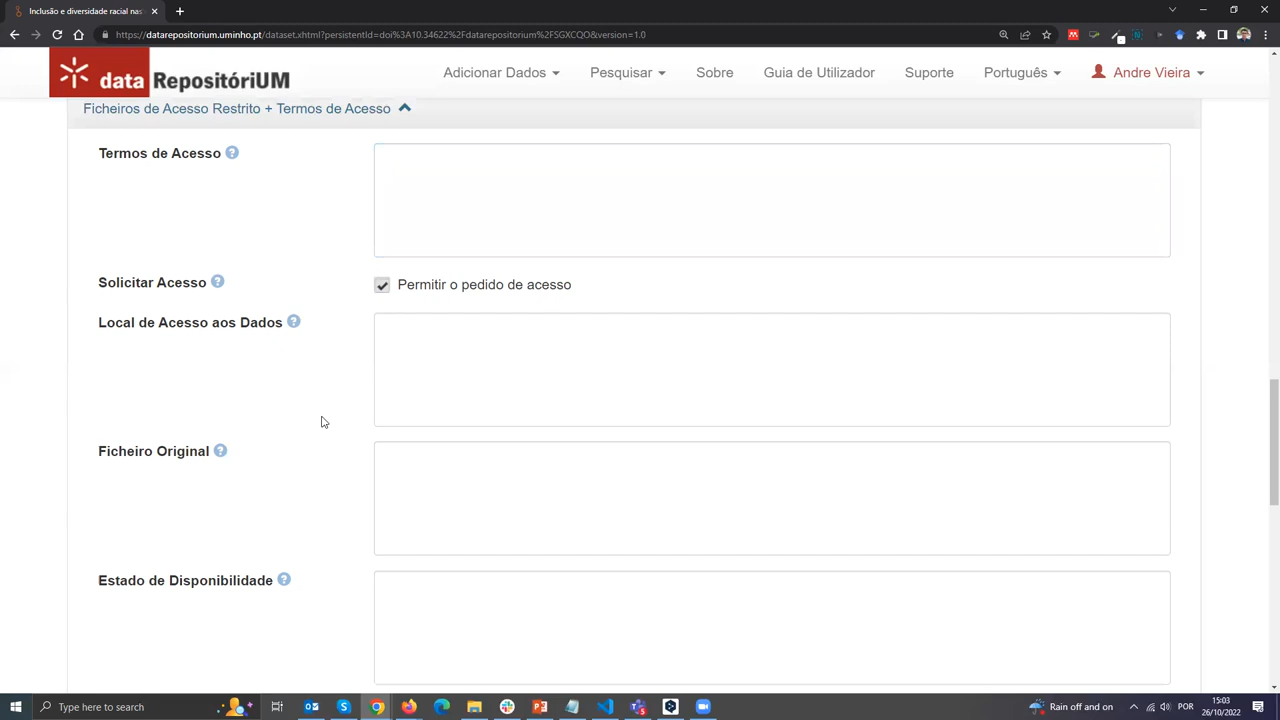 Inclusão e diversidade racial nas
https://datarepositorium.uminho.pt/dataset.xhtml?persistentId=doi%3A10.34622%2Fdatarepositorium%2FSGXCQO&version=1.0
data RepositóriUM
Adicionar Dados
Pesquisar
Sobre
Guia de Utilizador
Suporte
Português
Andre Vieira
Ficheiros de Acesso Restrito + Termos de Acesso
Termos de Acesso
Solicitar Acesso
Permitir o pedido de acesso
Local de Acesso aos Dados
Ficheiro Original
Estado de Disponibilidade
Type here to search
Rain off and on
POR
15:03
26/10/2022